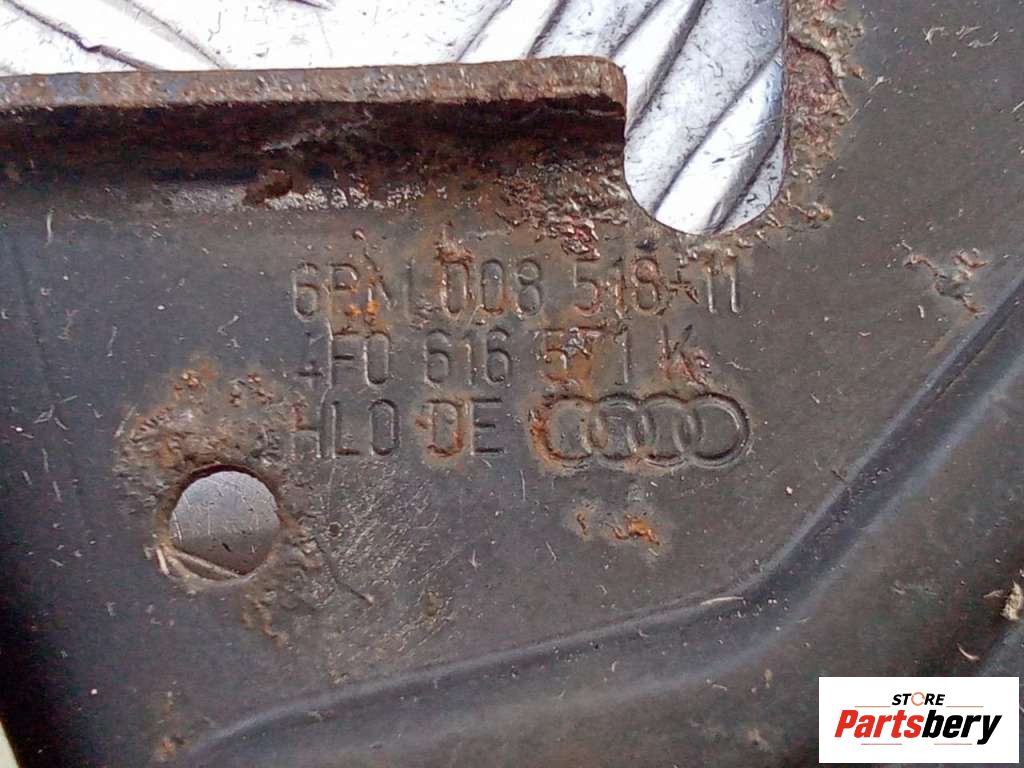 6PM 008 518-11
4F0 616 571 K
HLO DE
STORE
Partsbery